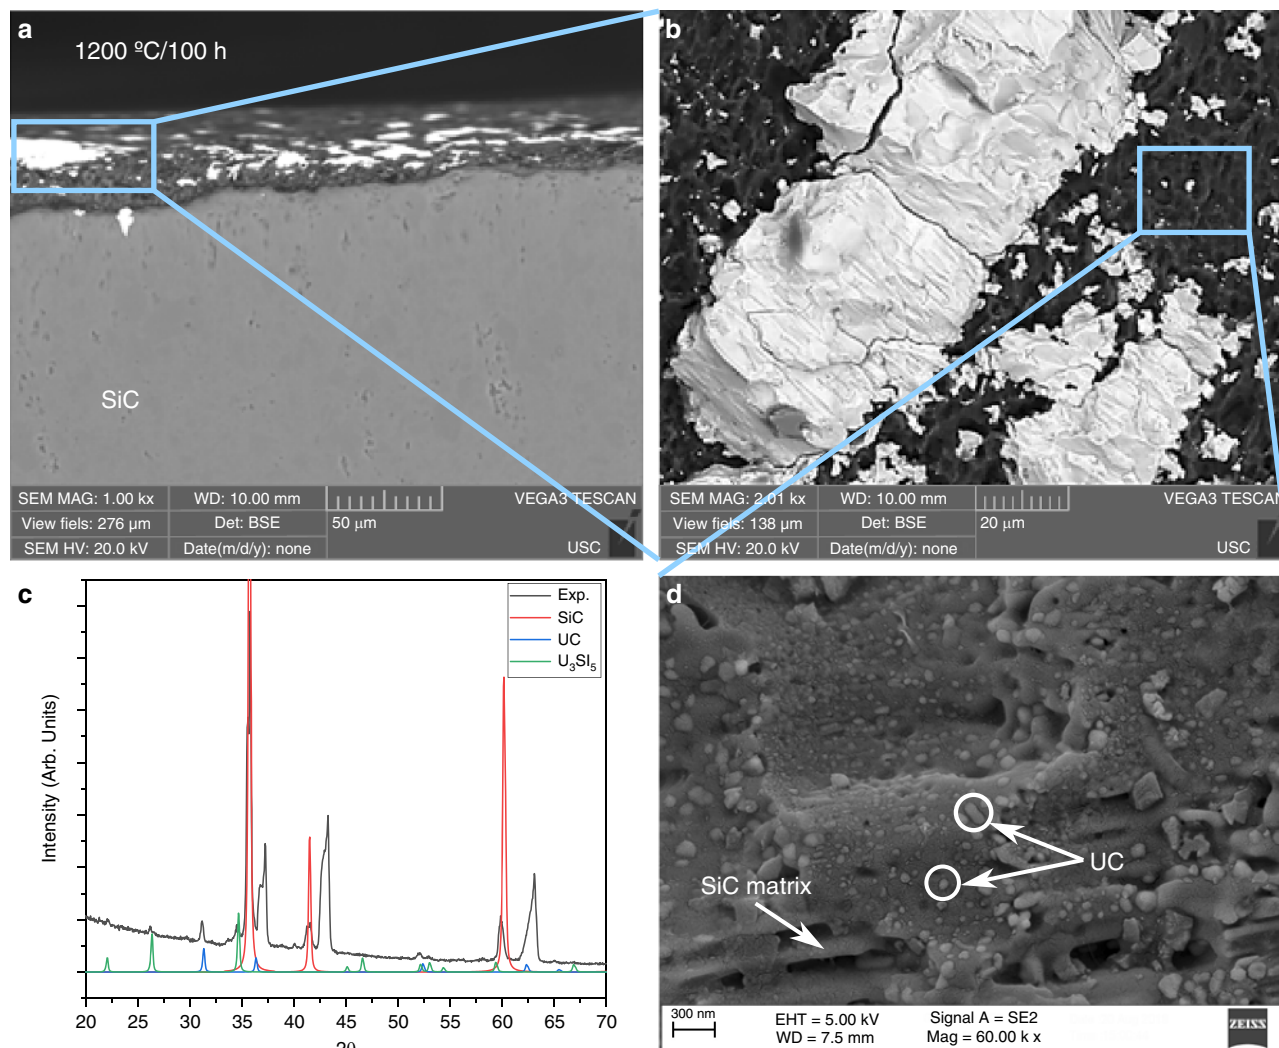 a
1200 ºC/100 h
SiC
SEM MAG: 1.00 kx
WD: 10.00 mm
VEGA3 TESCAN
View fiels: 276 µm
Det: BSE
50 µm
SEM HV: 20.0 kV
Date(m/d/y): none
USC
b
SEM MAG: 2.01 kx
WD: 10.00 mm
VEGA3 TESCAN
View fiels: 138 µm
Det: BSE
20 µm
SEM HV: 20.0 kV
Date(m/d/y): none
USC
c
Exp.
SiC
UC
U₃SI₅
Intensity (Arb. Units)
20 25 30 35 40 45 50 55 60 65 70
d
UC
SiC matrix
300 nm
EHT = 5.00 kV
Signal A = SE2
WD = 7.5 mm
Mag = 60.00 k x
ZEISS